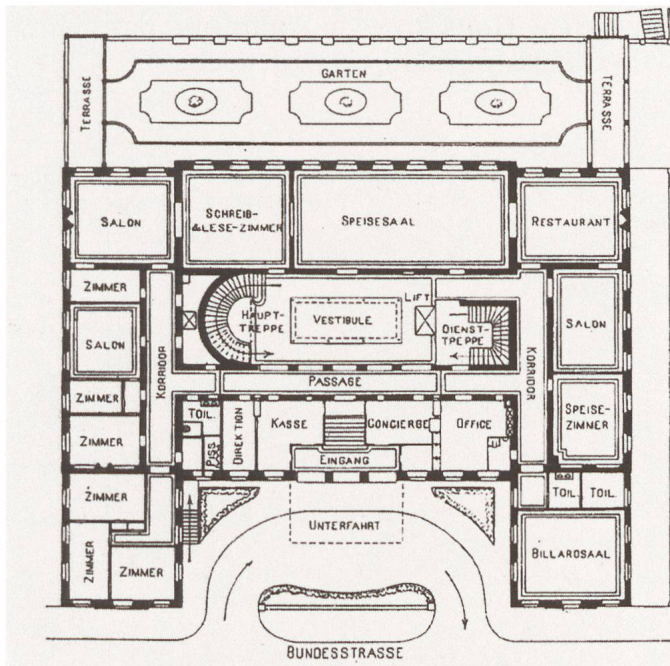 GARTEN
TERRASSE
TERRASSE
SALON
SCHREIB-
&LESE-ZIMMER
SPEISESAAL
RESTAURANT
ZIMMER
HAUPT-
TREPPE
VESTIBULE
LIFT
DIENST-
TREPPE
SALON
SALON
KORRIDOR
KORRIDOR
PASSAGE
ZIMMER
TOIL.
PISS.
DIREKTION
KASSE
CONCIERGE
OFFICE
SPEISE-
ZIMMER
ZIMMER
EINGANG
ZIMMER
TOIL.
TOIL.
UNTERFAHRT
ZIMMER
ZIMMER
BILLARDSAAL
BUNDESSTRASSE